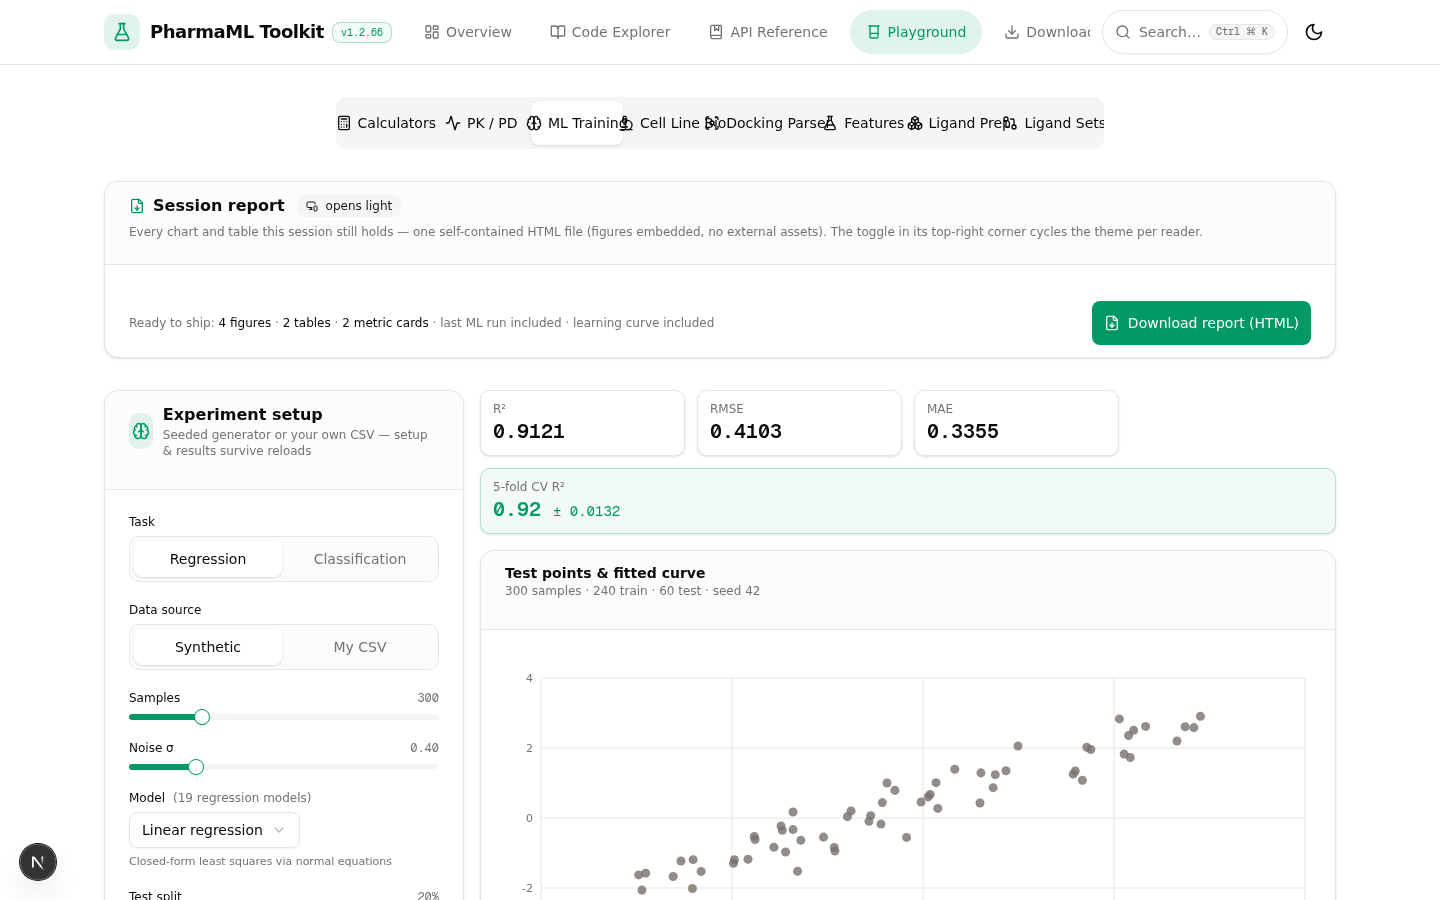 PharmaML Toolkit v1.2.66 Overview Code Explorer API Reference Playground Download Search... Ctrl ⌘ K
Calculators PK / PD ML Training Cell Line Docking Parse Features Ligand Prep Ligand Sets
Session report opens light
Every chart and table this session still holds — one self-contained HTML file (figures embedded, no external assets). The toggle in its top-right corner cycles the theme per reader.
Ready to ship: 4 figures · 2 tables · 2 metric cards · last ML run included · learning curve included
Download report (HTML)
Experiment setup
Seeded generator or your own CSV — setup
& results survive reloads
Task
Regression Classification
Data source
Synthetic My CSV
Samples 300
Noise σ 0.40
Model (19 regression models)
Linear regression
Closed-form least squares via normal equations
Test split 20%
R²
0.9121
RMSE
0.4103
MAE
0.3355
5-fold CV R²
0.92 ± 0.0132
Test points & fitted curve
300 samples · 240 train · 60 test · seed 42
4
2
0
-2
N